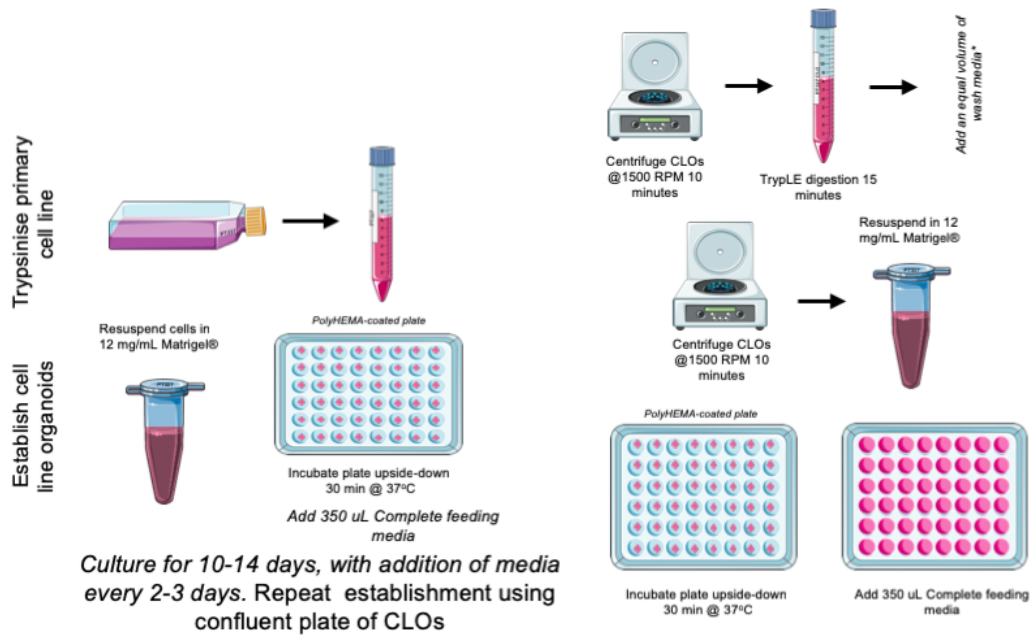 Trypsinise primary
cell line
Establish cell
line organoids
Resuspend cells in
12 mg/mL Matrigel®
PolyHEMA-coated plate
Incubate plate upside-down
30 min @ 37ºC
Add 350 uL Complete feeding
media
Culture for 10-14 days, with addition of media
every 2-3 days. Repeat establishment using
confluent plate of CLOs
Centrifuge CLOs
@1500 RPM 10
minutes
TrypLE digestion 15
minutes
Add an equal volume of
wash media*
Centrifuge CLOs
@1500 RPM 10
minutes
Resuspend in 12
mg/mL Matrigel®
PolyHEMA-coated plate
Incubate plate upside-down
30 min @ 37ºC
Add 350 uL Complete feeding
media